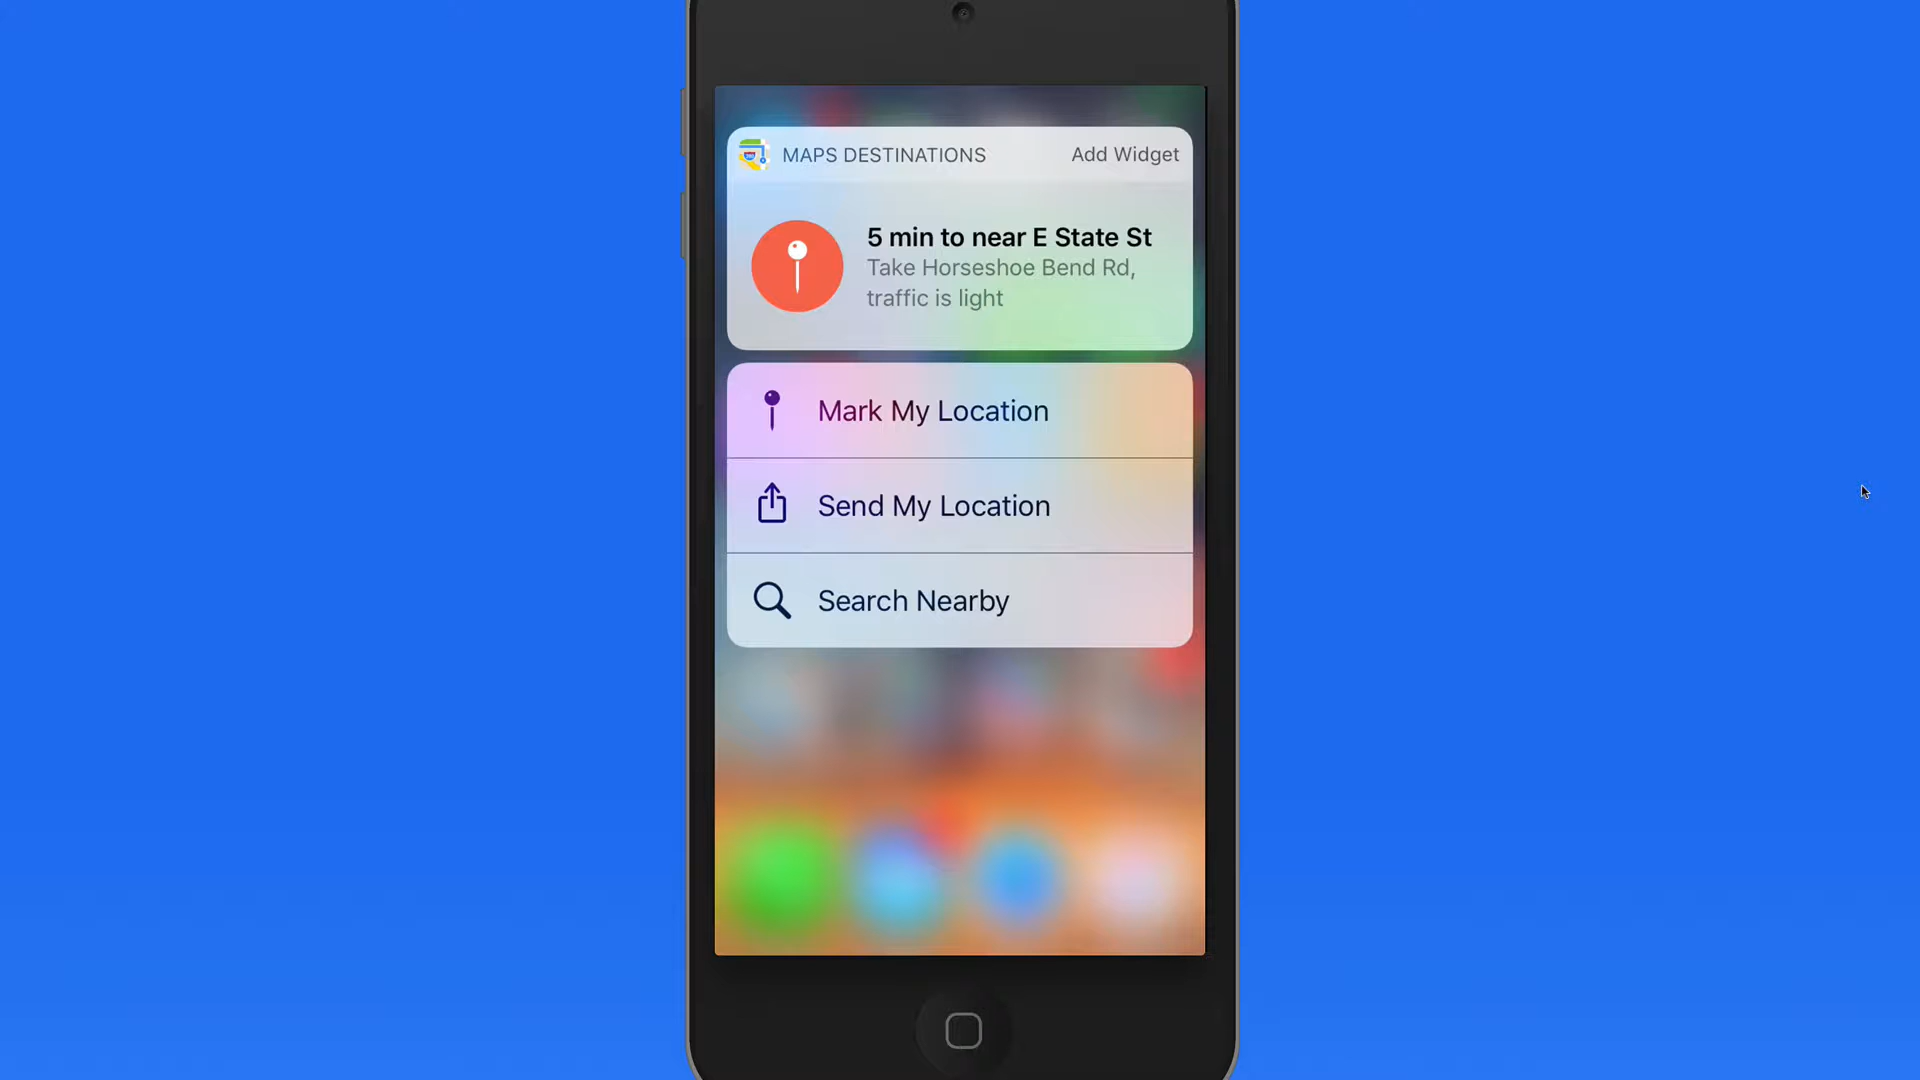 MAPS DESTINATIONS Add Widget
5 min to near E State St
Take Horseshoe Bend Rd,
traffic is light
Mark My Location
Send My Location
Search Nearby